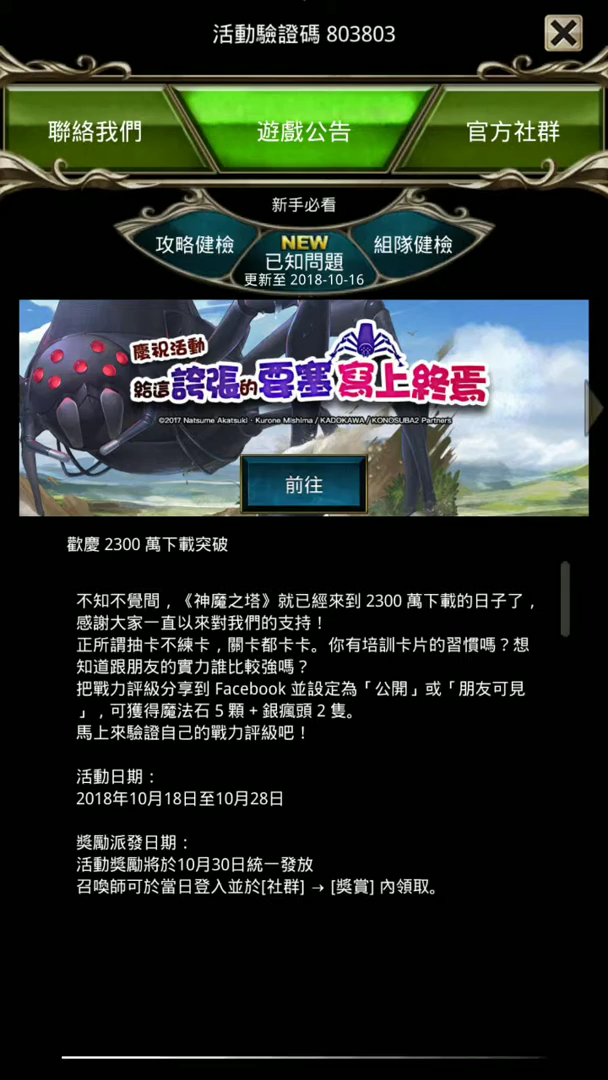 活動驗證碼 803803
聯絡我們
遊戲公告
官方社群
新手必看
攻略健檢
NEW
已知問題
更新至 2018-10-16
組隊健檢
慶祝活動
給這誇張的要塞寫上終焉
©2017 Natsume Akatsuki・Kurone Mishima / KADOKAWA / KONOSUBA2 Partners
前往
歡慶 2300 萬下載突破
不知不覺間，《神魔之塔》就已經來到 2300 萬下載的日子了，
感謝大家一直以來對我們的支持！
正所謂抽卡不練卡，關卡都卡卡。你有培訓卡片的習慣嗎？想
知道跟朋友的實力誰比較強嗎？
把戰力評級分享到 Facebook 並設定為「公開」或「朋友可見
」，可獲得魔法石 5 顆 + 銀瘋頭 2 隻。
馬上來驗證自己的戰力評級吧！
活動日期：
2018年10月18日至10月28日
獎勵派發日期：
活動獎勵將於10月30日統一發放
召喚師可於當日登入並於[社群] → [獎賞] 內領取。